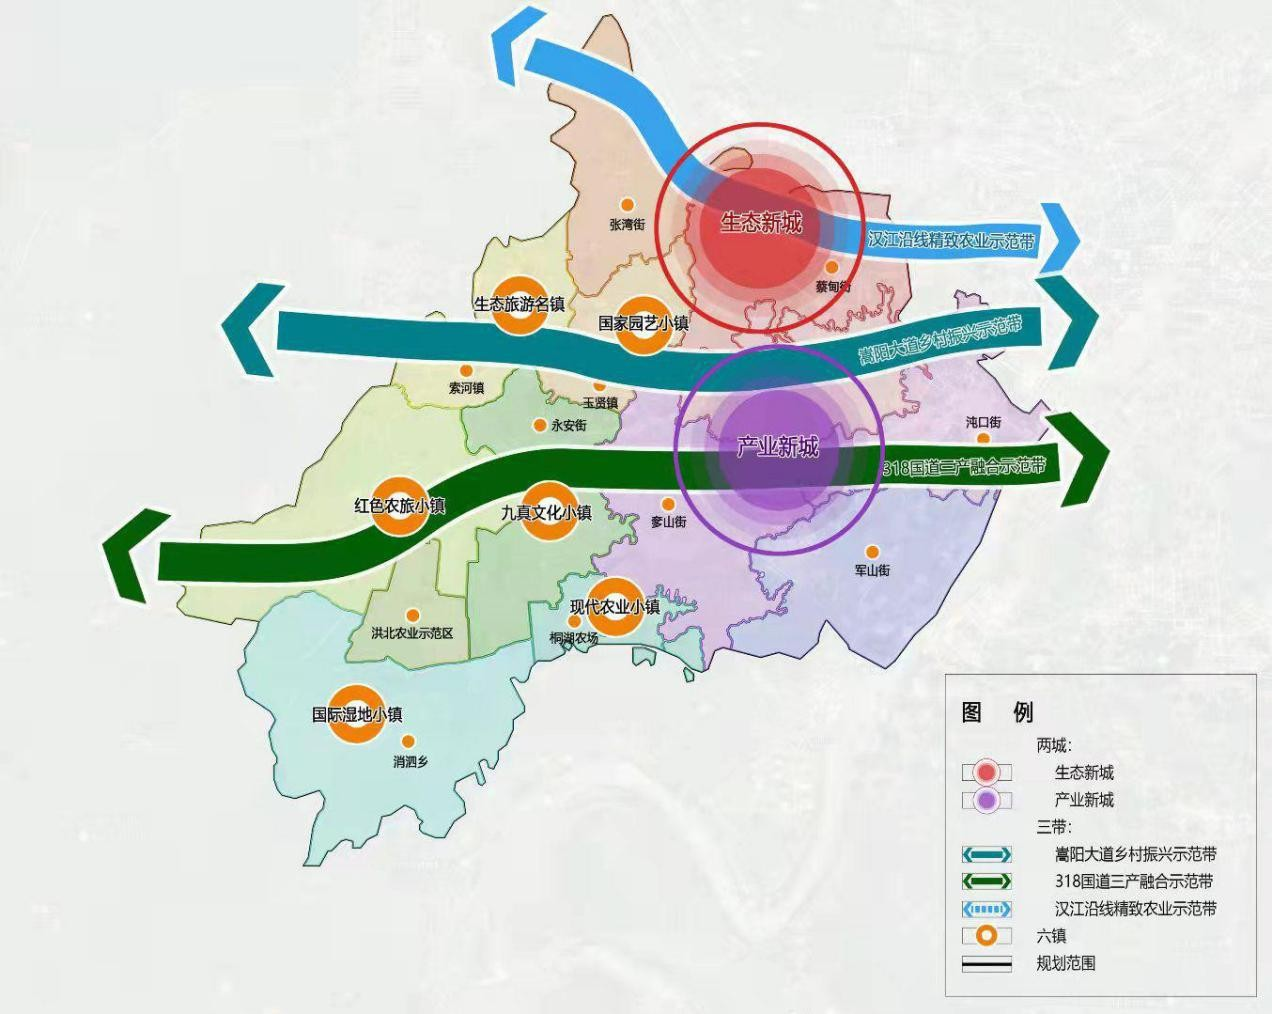 张湾街
生态新城
汉江沿线精致农业示范带
蔡甸街
生态旅游名镇
国家园艺小镇
嵩阳大道乡村振兴示范带
索河镇
玉贤镇
永安街
沌口街
产业新城
318国道三产融合示范带
红色农旅小镇
九真文化小镇
奓山街
军山街
现代农业小镇
洪北农业示范区
桐湖农场
国际湿地小镇
消泗乡
图 例
两城：
生态新城
产业新城
三带：
嵩阳大道乡村振兴示范带
318国道三产融合示范带
汉江沿线精致农业示范带
六镇
规划范围